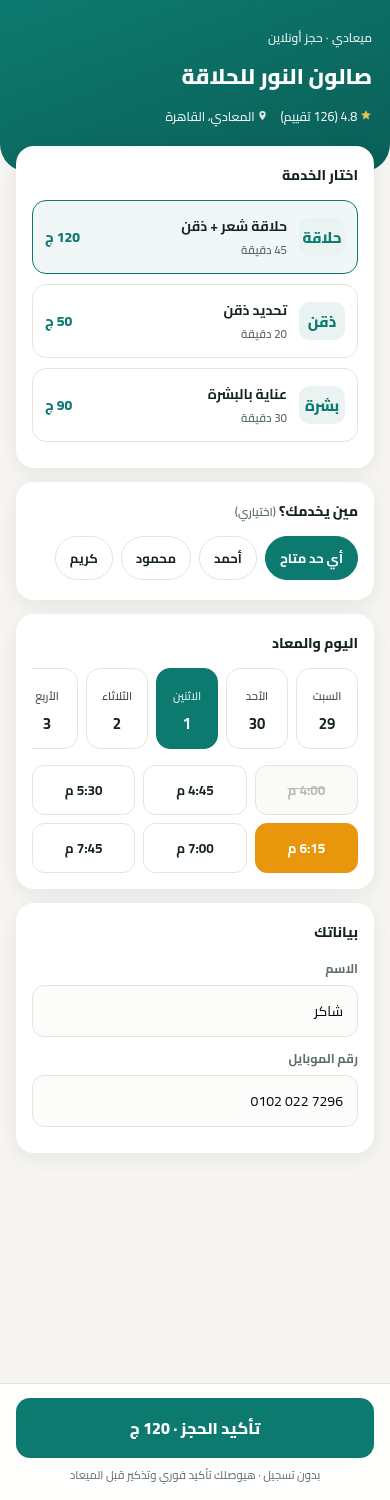 ميعادي · حجز أونلاين
صالون النور للحلاقة
4.8 (126 تقييم) المعادي، القاهرة
اختار الخدمة
حلاقة
حلاقة شعر + ذقن
45 دقيقة
120 ج
ذقن
تحديد ذقن
20 دقيقة
50 ج
بشرة
عناية بالبشرة
30 دقيقة
90 ج
مين يخدمك؟ (اختياري)
أي حد متاح أحمد محمود كريم
اليوم والمعاد
السبت الأحد الاثنين الثلاثاء الأربع
29 30 1 2 3
4:00 م 4:45 م 5:30 م
6:15 م 7:00 م 7:45 م
بياناتك
الاسم
شاكر
رقم الموبايل
0102 022 7296
تأكيد الحجز · 120 ج
بدون تسجيل · هيوصلك تأكيد فوري وتذكير قبل الميعاد